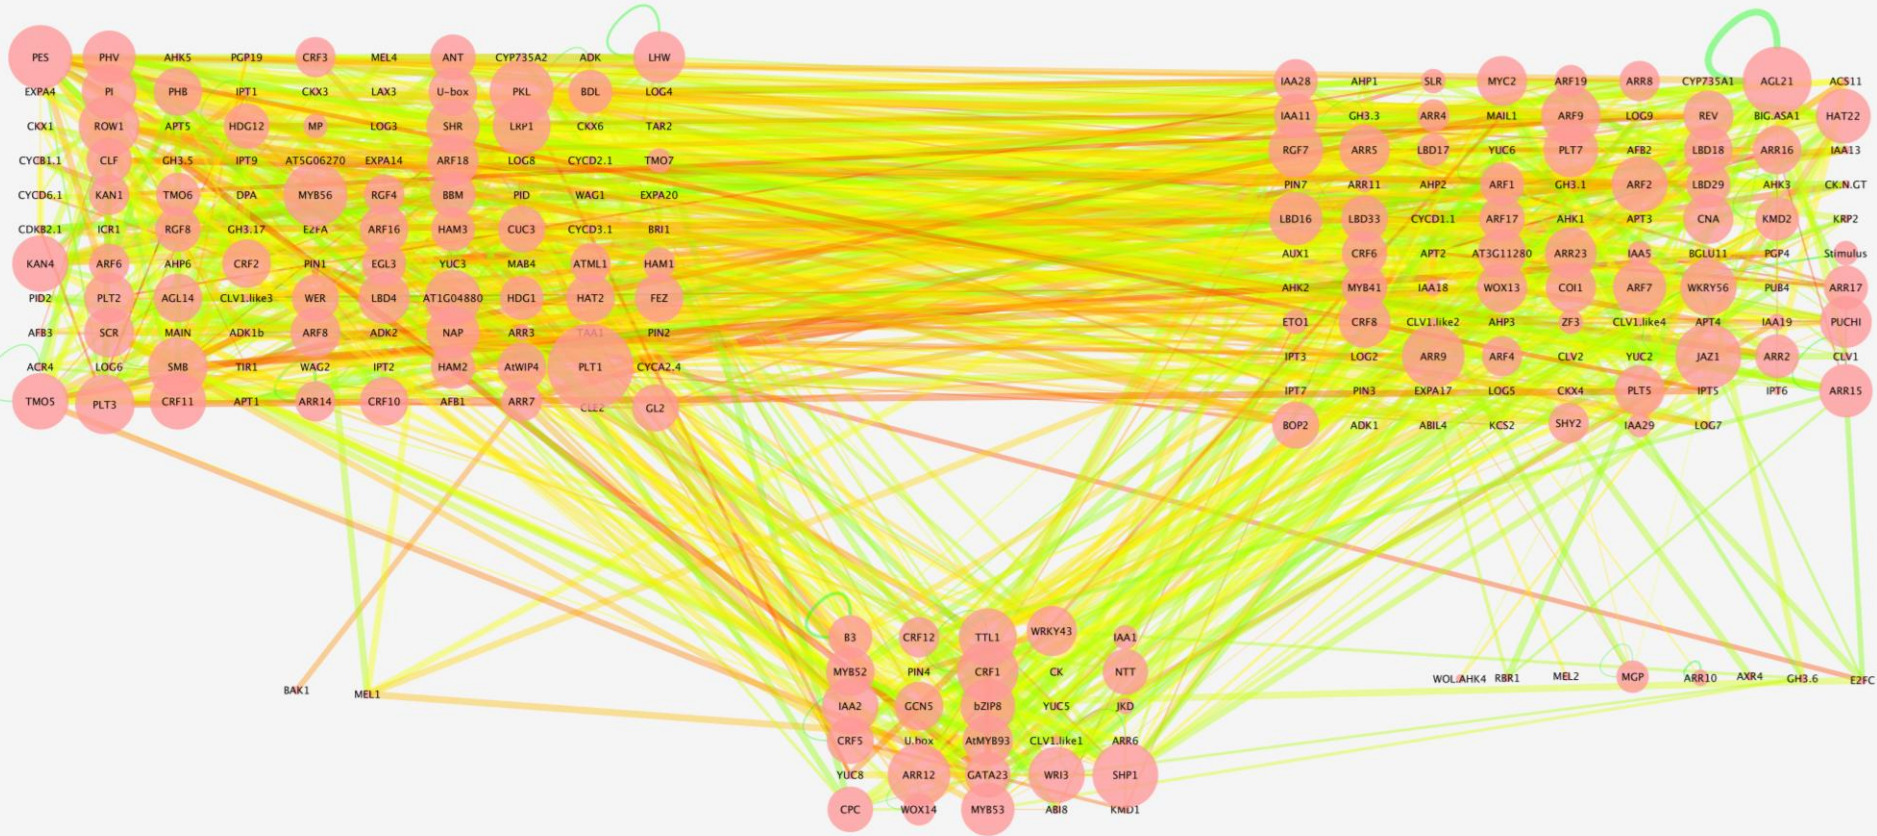 PES PHV AHK5 PGP19 CRF3 MEL4 ANT CYP735A2 ADK LHW
EXPA4 PI PHB IPT1 CKX3 LAX3 U-box PKL BDL LOG4
CKX1 ROW1 APT5 HDG12 MP LOG3 SHR LRP1 CKX6 TAR2
CYCB1.1 CLF GH3.5 IPT9 AT5G06270 EXPA14 ARF18 LOG8 CYCD2.1 TMO7
CYCD6.1 KAN1 TMO6 DPA MYB56 RGF4 BBM PID WAG1 EXPA20
CDKB2.1 ICR1 RGF8 GH3.17 E2FA ARF16 HAM3 CUC3 CYCD3.1 BRI1
KAN4 ARF6 AHP6 CRF2 PIN1 EGL3 YUC3 MAB4 ATML1 HAM1
PID2 PLT2 AGL14 CLV1.like3 WER LBD4 AT1G04880 HDG1 HAT2 FEZ
AFB3 SCR MAIN ADK1b ARF8 ADK2 NAP ARR3 TAA1 PIN2
ACR4 LOG6 SMB TIR1 WAG2 IPT2 HAM2 AtWIP4 PLT1 CYCA2.4
TMO5 PLT3 CRF11 APT1 ARR14 CRF10 AFB1 ARR7 CLE2 GL2
IAA28 AHP1 SLR MYC2 ARF19 ARR8 CYP735A1 AGL21 ACS11
IAA11 GH3.3 ARR4 MAIL1 ARF9 LOG9 REV BIG.ASA1 HAT22
RGF7 ARR5 LBD17 YUC6 PLT7 AFB2 LBD18 ARR16 IAA13
PIN7 ARR11 AHP2 ARF1 GH3.1 ARF2 LBD29 AHK3 CK.N.GT
LBD16 LBD33 CYCD1.1 ARF17 AHK1 APT3 CNA KMD2 KRP2
AUX1 CRF6 APT2 AT3G11280 ARR23 IAA5 BGLU11 PGP4 Stimulus
AHK2 MYB41 IAA18 WOX13 COI1 ARF7 WKRY56 PUB4 ARR17
ETO1 CRF8 CLV1.like2 AHP3 ZF3 CLV1.like4 APT4 IAA19 PUCHI
IPT3 LOG2 ARR9 ARF4 CLV2 YUC2 JAZ1 ARR2 CLV1
IPT7 PIN3 EXPA17 LOG5 CKX4 PLT5 IPT5 IPT6 ARR15
BOP2 ADK1 ABIL4 KCS2 SHY2 IAA29 LOG7
BAK1 MEL1
B3 CRF12 TTL1 WRKY43 IAA1
MYB52 PIN4 CRF1 CK NTT
IAA2 GCN5 bZIP8 YUC5 JKD
CRF5 U.box AtMYB93 CLV1.like1 ARR6
YUC8 ARR12 GATA23 WRI3 SHP1
CPC WOX14 MYB53 ABI8 KMD1
WOL.AHK4 RBR1 MEL2 MGP ARR10 AXR4 GH3.6 E2FC